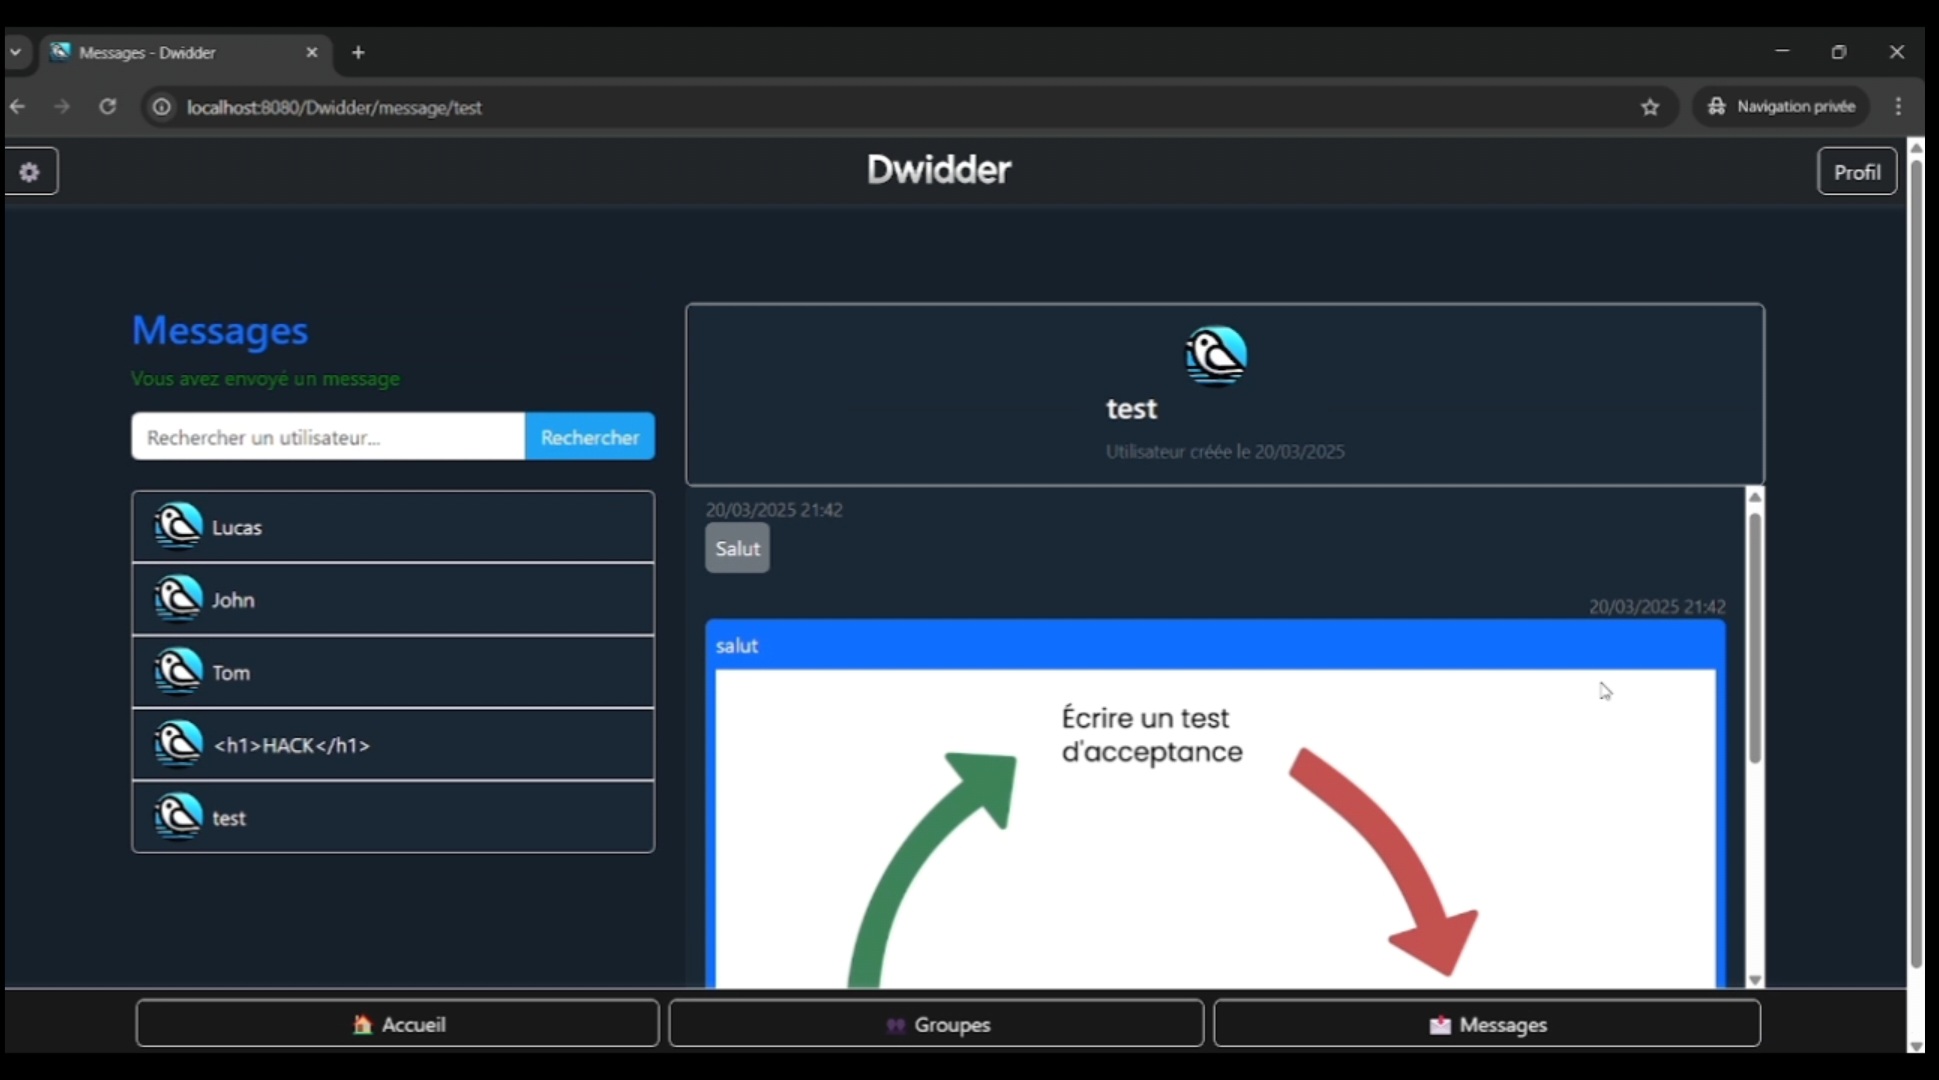 Messages - Dwidder
localhost:8080/Dwidder/message/test
Navigation privée
Dwidder
Profil
Messages
Vous avez envoyé un message
Rechercher un utilisateur...
Rechercher
Lucas
John
Tom
<h1>HACK</h1>
test
test
Utilisateur créée le 20/03/2025
20/03/2025 21:42
Salut
20/03/2025 21:42
salut
Écrire un test
d'acceptance
Accueil
Groupes
Messages